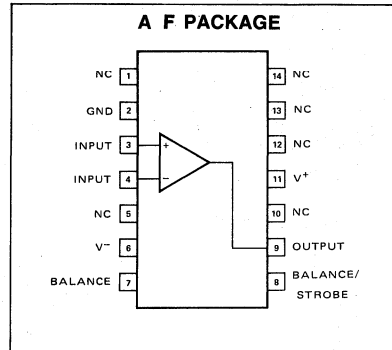 A F PACKAGE
NC 1
GND 2
INPUT 3 +
INPUT 4 −
NC 5
V− 6
BALANCE 7
14 NC
13 NC
12 NC
11 V+
10 NC
9 OUTPUT
8 BALANCE/
STROBE